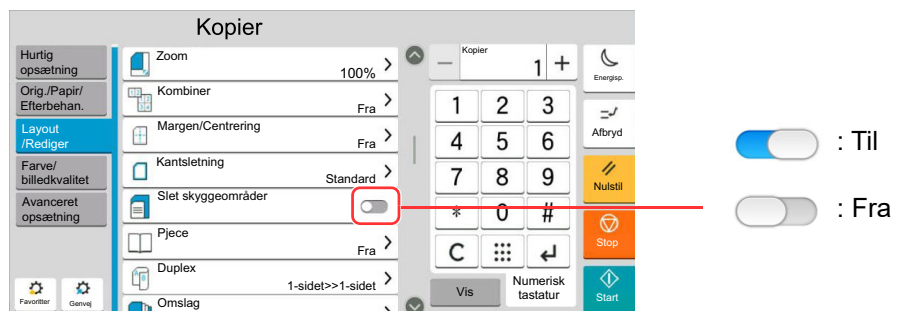 Kopier
Hurtig
opsætning
Orig./Papir/
Efterbehan.
Layout
/Rediger
Farve/
billedkvalitet
Avanceret
opsætning
Favoritter
Genvej
Zoom
100%
Kombiner
Fra
Margen/Centrering
Fra
Kantsletning
Standard
Slet skyggeområder
Pjece
Fra
Duplex
1-sidet>>1-sidet
Omslag
Kopier
1
1 2 3
4 5 6
7 8 9
* 0 #
C
Vis
Numerisk
tastatur
Energisp.
Afbryd
Nulstil
Stop
Start
: Til
: Fra